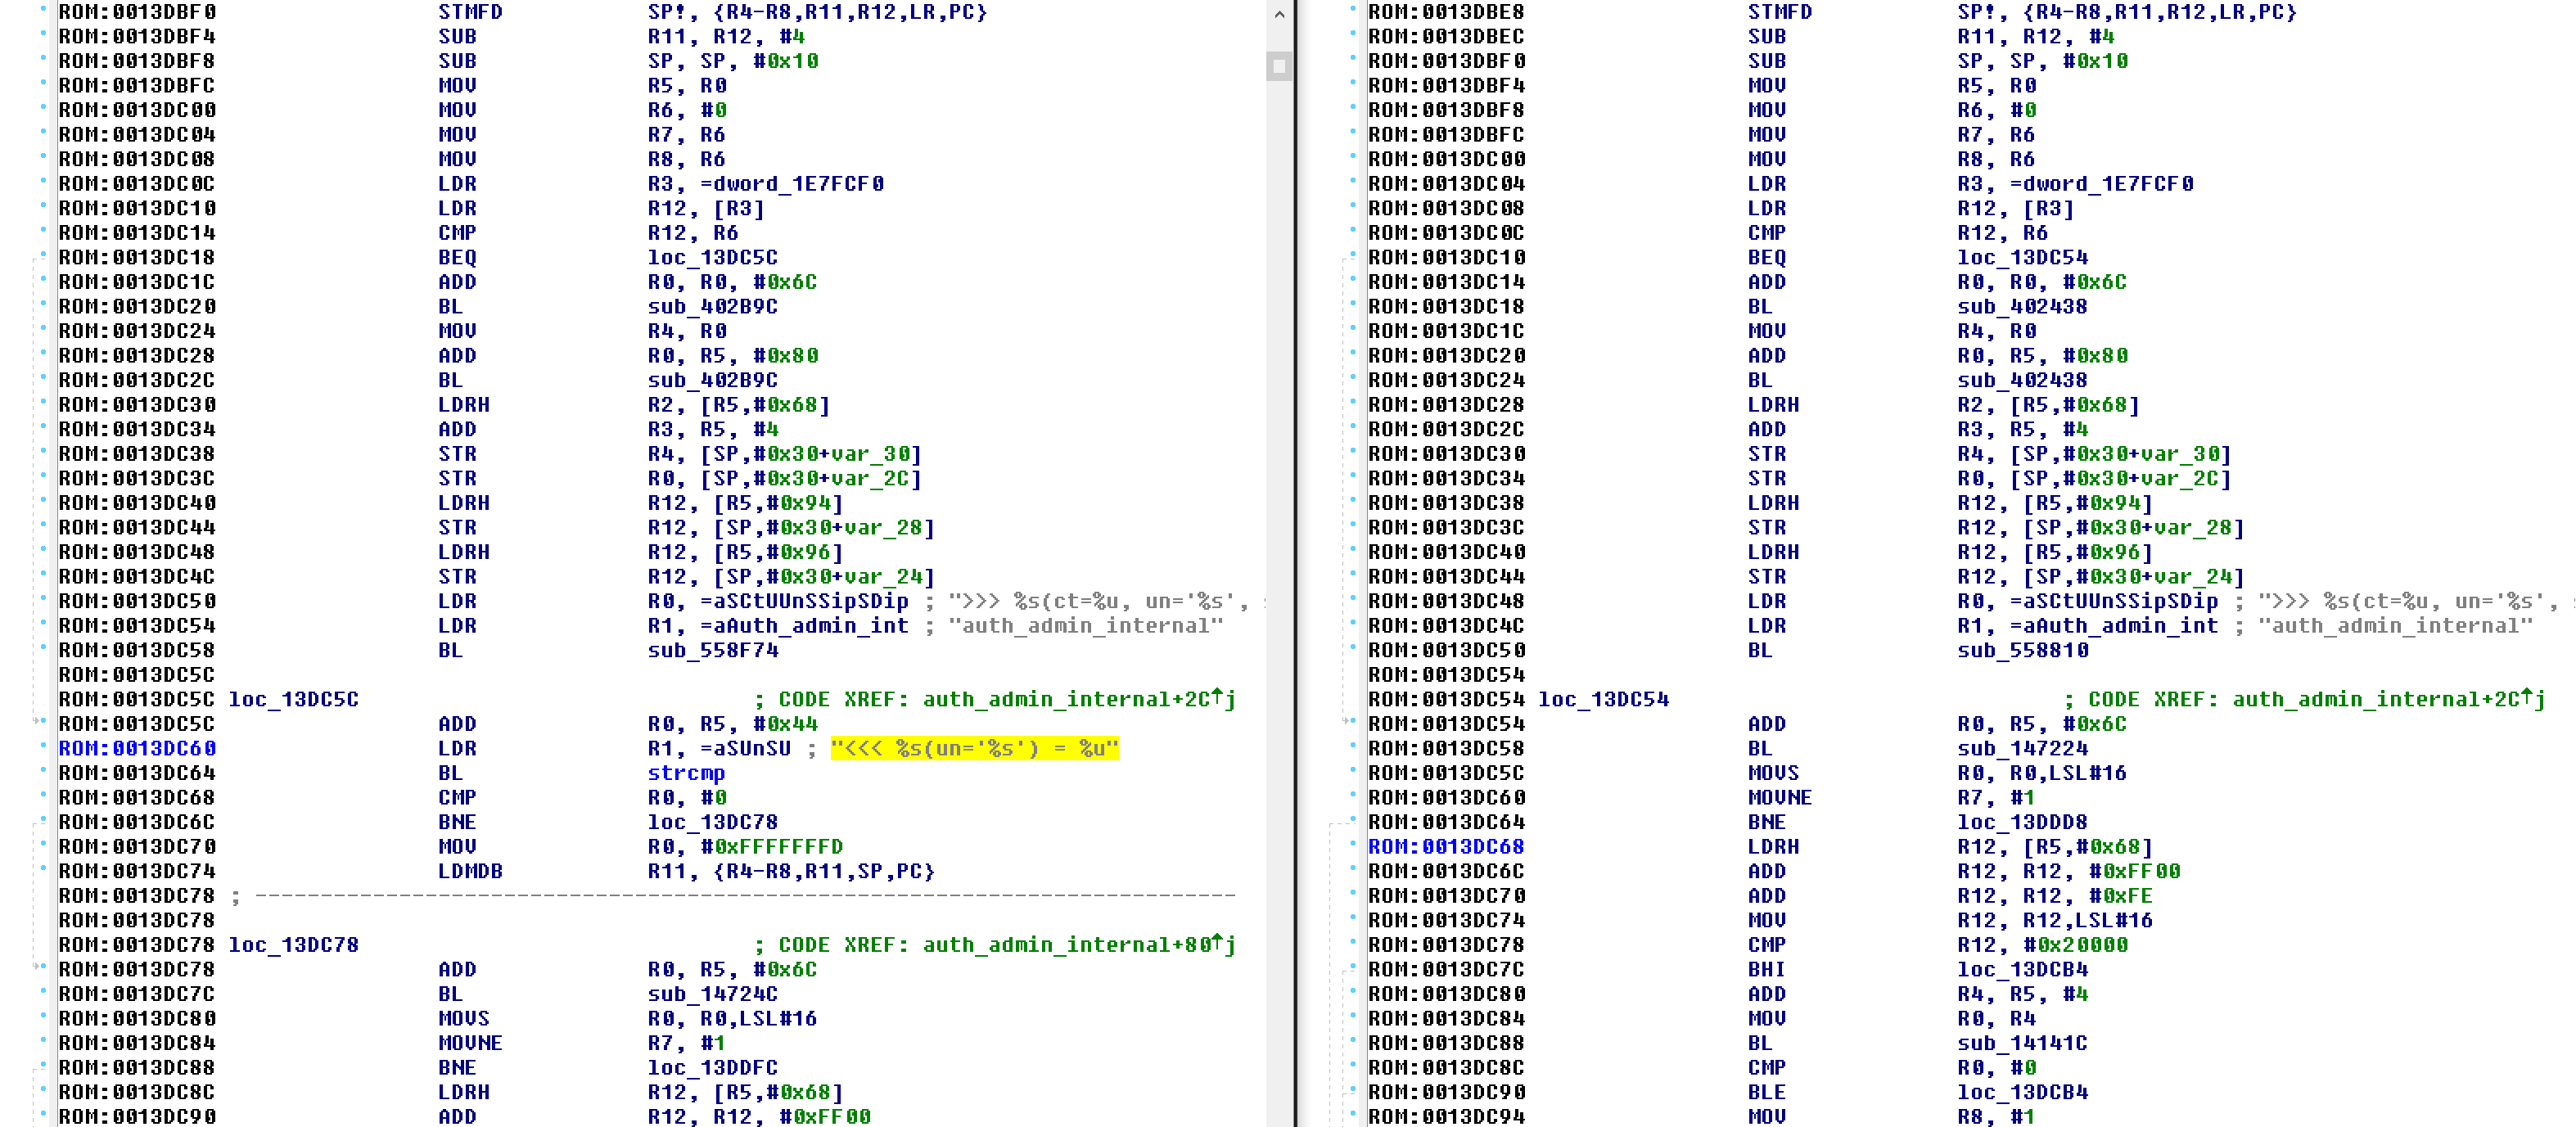 ROM:0013DBF0 STMFD SP!, {R4-R8,R11,R12,LR,PC}
ROM:0013DBF4 SUB R11, R12, #4
ROM:0013DBF8 SUB SP, SP, #0x10
ROM:0013DBFC MOV R5, R0
ROM:0013DC00 MOV R6, #0
ROM:0013DC04 MOV R7, R6
ROM:0013DC08 MOV R8, R6
ROM:0013DC0C LDR R3, =dword_1E7FCF0
ROM:0013DC10 LDR R12, [R3]
ROM:0013DC14 CMP R12, R6
ROM:0013DC18 BEQ loc_13DC5C
ROM:0013DC1C ADD R0, R0, #0x6C
ROM:0013DC20 BL sub_402B9C
ROM:0013DC24 MOV R4, R0
ROM:0013DC28 ADD R0, R5, #0x80
ROM:0013DC2C BL sub_402B9C
ROM:0013DC30 LDRH R2, [R5,#0x68]
ROM:0013DC34 ADD R3, R5, #4
ROM:0013DC38 STR R4, [SP,#0x30+var_30]
ROM:0013DC3C STR R0, [SP,#0x30+var_2C]
ROM:0013DC40 LDRH R12, [R5,#0x94]
ROM:0013DC44 STR R12, [SP,#0x30+var_28]
ROM:0013DC48 LDRH R12, [R5,#0x96]
ROM:0013DC4C STR R12, [SP,#0x30+var_24]
ROM:0013DC50 LDR R0, =aSCtUUnSSipSDip ; ">>> %s(ct=%u, un='%s',
ROM:0013DC54 LDR R1, =aAuth_admin_int ; "auth_admin_internal"
ROM:0013DC58 BL sub_558F74
ROM:0013DC5C
ROM:0013DC5C loc_13DC5C ; CODE XREF: auth_admin_internal+2C↑j
ROM:0013DC5C ADD R0, R5, #0x44
ROM:0013DC60 LDR R1, =aSUnSU ; "<<< %s(un='%s') = %u"
ROM:0013DC64 BL strcmp
ROM:0013DC68 CMP R0, #0
ROM:0013DC6C BNE loc_13DC78
ROM:0013DC70 MOV R0, #0xFFFFFFFD
ROM:0013DC74 LDMDB R11, {R4-R8,R11,SP,PC}
ROM:0013DC78 ; ---------------------------------------------------------------------------
ROM:0013DC78
ROM:0013DC78 loc_13DC78 ; CODE XREF: auth_admin_internal+80↑j
ROM:0013DC78 ADD R0, R5, #0x6C
ROM:0013DC7C BL sub_14724C
ROM:0013DC80 MOVS R0, R0,LSL#16
ROM:0013DC84 MOVNE R7, #1
ROM:0013DC88 BNE loc_13DDFC
ROM:0013DC8C LDRH R12, [R5,#0x68]
ROM:0013DC90 ADD R12, R12, #0xFF00
ROM:0013DBE8 STMFD SP!, {R4-R8,R11,R12,LR,PC}
ROM:0013DBEC SUB R11, R12, #4
ROM:0013DBF0 SUB SP, SP, #0x10
ROM:0013DBF4 MOV R5, R0
ROM:0013DBF8 MOV R6, #0
ROM:0013DBFC MOV R7, R6
ROM:0013DC00 MOV R8, R6
ROM:0013DC04 LDR R3, =dword_1E7FCF0
ROM:0013DC08 LDR R12, [R3]
ROM:0013DC0C CMP R12, R6
ROM:0013DC10 BEQ loc_13DC54
ROM:0013DC14 ADD R0, R0, #0x6C
ROM:0013DC18 BL sub_402438
ROM:0013DC1C MOV R4, R0
ROM:0013DC20 ADD R0, R5, #0x80
ROM:0013DC24 BL sub_402438
ROM:0013DC28 LDRH R2, [R5,#0x68]
ROM:0013DC2C ADD R3, R5, #4
ROM:0013DC30 STR R4, [SP,#0x30+var_30]
ROM:0013DC34 STR R0, [SP,#0x30+var_2C]
ROM:0013DC38 LDRH R12, [R5,#0x94]
ROM:0013DC3C STR R12, [SP,#0x30+var_28]
ROM:0013DC40 LDRH R12, [R5,#0x96]
ROM:0013DC44 STR R12, [SP,#0x30+var_24]
ROM:0013DC48 LDR R0, =aSCtUUnSSipSDip ; ">>> %s(ct=%u, un='%s',
ROM:0013DC4C LDR R1, =aAuth_admin_int ; "auth_admin_internal"
ROM:0013DC50 BL sub_558810
ROM:0013DC54
ROM:0013DC54 loc_13DC54 ; CODE XREF: auth_admin_internal+2C↑j
ROM:0013DC54 ADD R0, R5, #0x6C
ROM:0013DC58 BL sub_147224
ROM:0013DC5C MOVS R0, R0,LSL#16
ROM:0013DC60 MOVNE R7, #1
ROM:0013DC64 BNE loc_13DDD8
ROM:0013DC68 LDRH R12, [R5,#0x68]
ROM:0013DC6C ADD R12, R12, #0xFF00
ROM:0013DC70 ADD R12, R12, #0xFE
ROM:0013DC74 MOV R12, R12,LSL#16
ROM:0013DC78 CMP R12, #0x20000
ROM:0013DC7C BHI loc_13DCB4
ROM:0013DC80 ADD R4, R5, #4
ROM:0013DC84 MOV R0, R4
ROM:0013DC88 BL sub_14141C
ROM:0013DC8C CMP R0, #0
ROM:0013DC90 BLE loc_13DCB4
ROM:0013DC94 MOV R8, #1